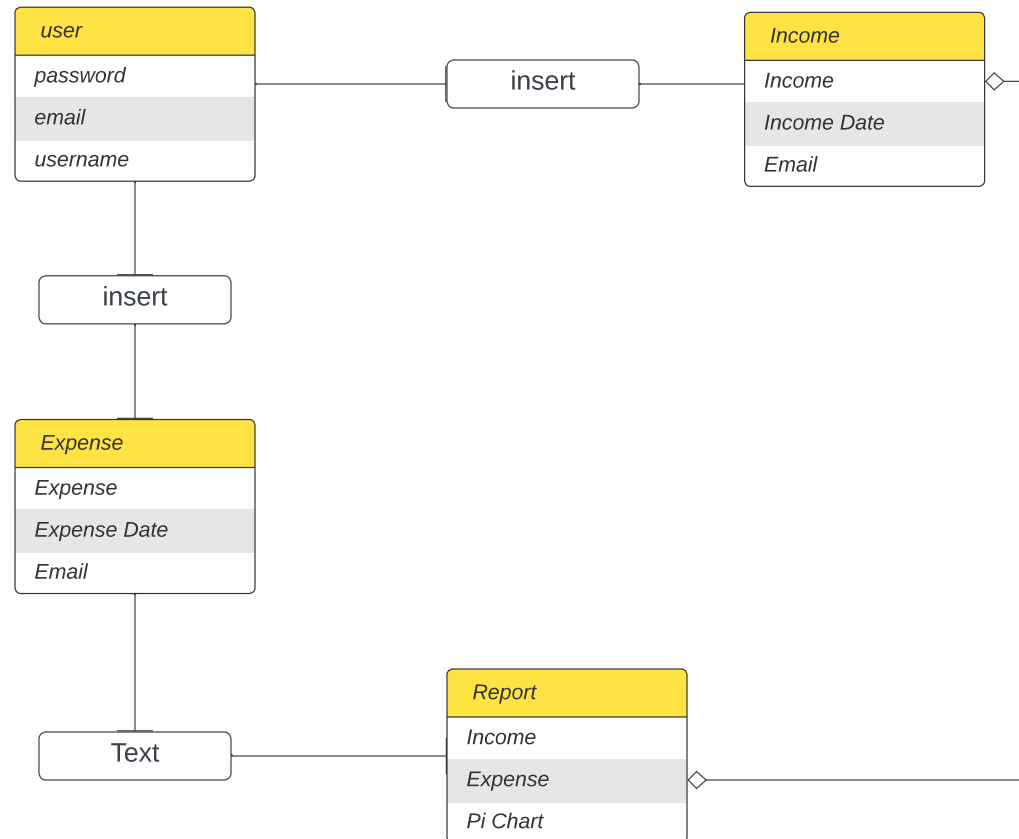 user
password
email
username
insert
Income
Income
Income Date
Email
insert
Expense
Expense
Expense Date
Email
Text
Report
Income
Expense
Pi Chart